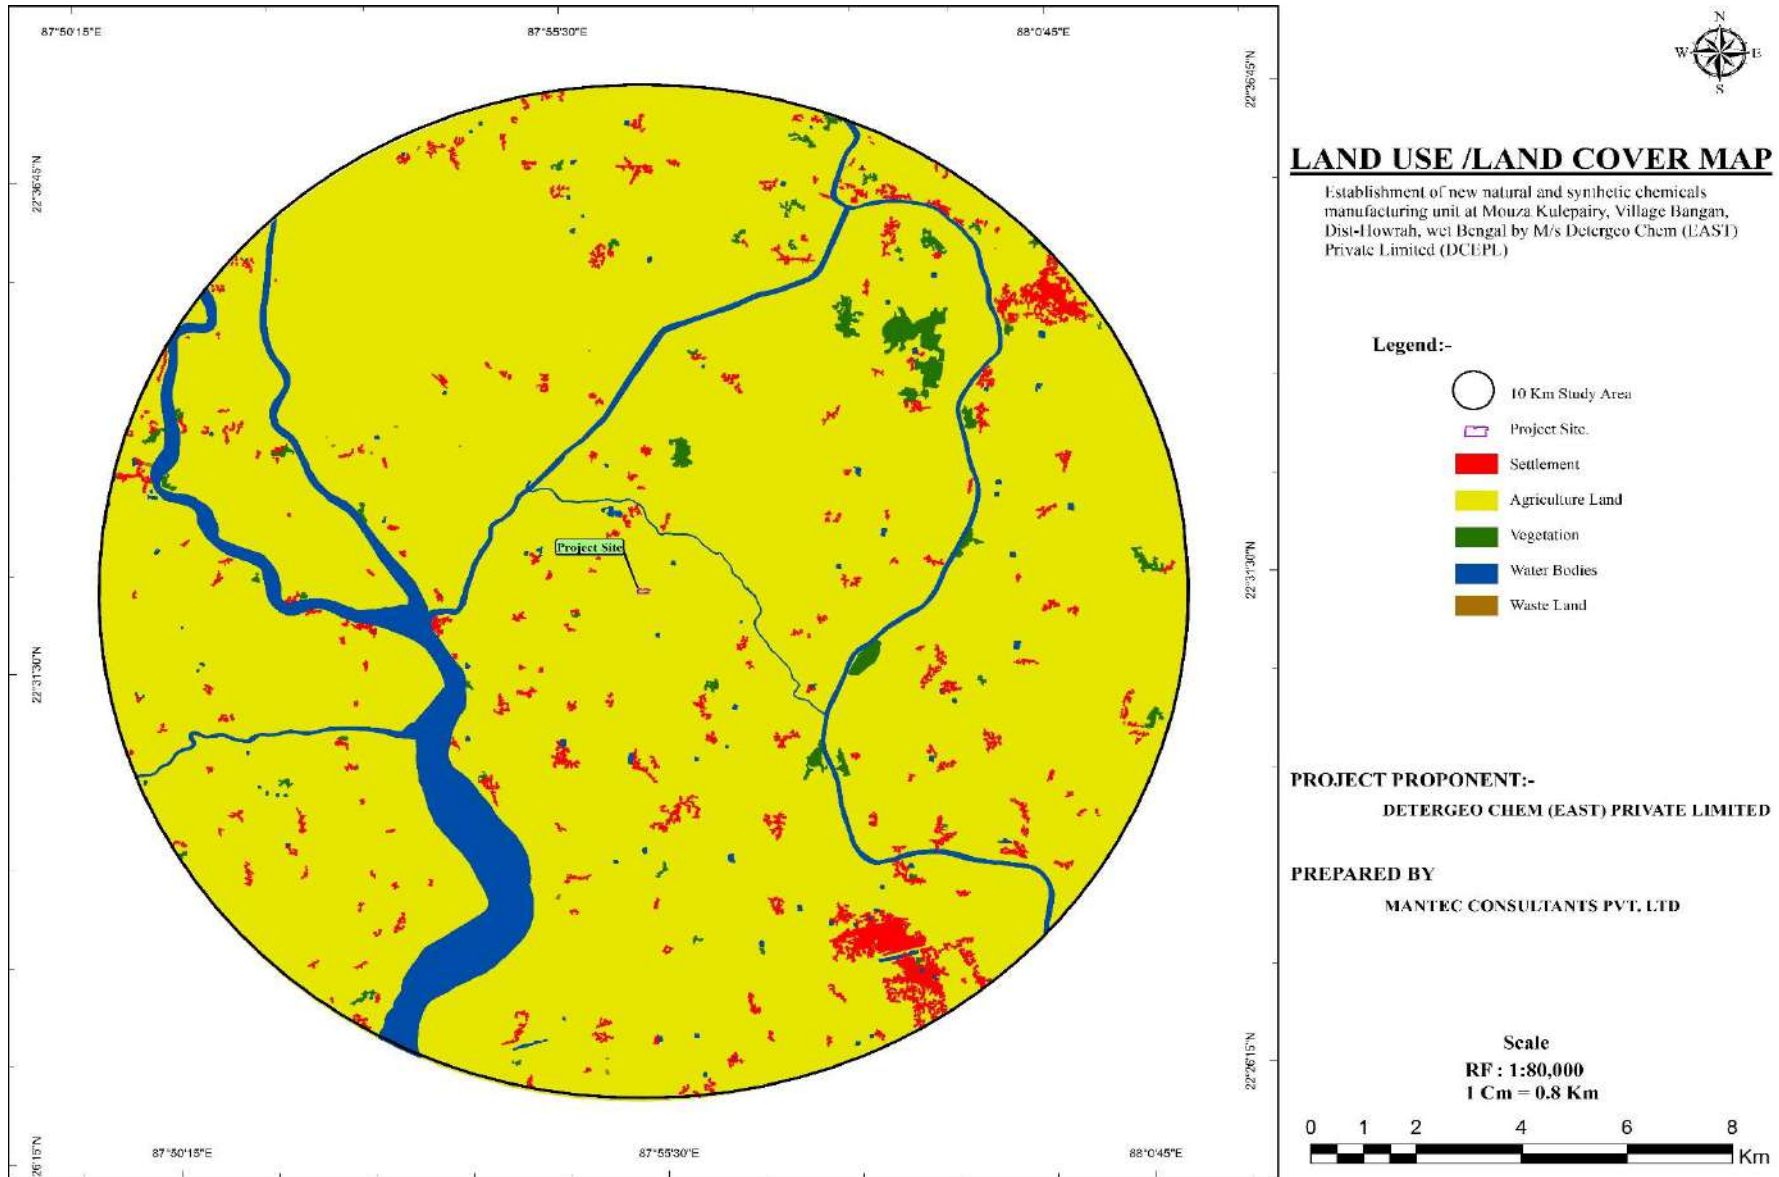 87°50'15"E
87°55'30"E
88°0'45"E
N
W
E
S
22°36'45"N
22°36'45"N
LAND USE /LAND COVER MAP
Establishment of new natural and synthetic chemicals
manufacturing unit at Mouza Kulepairy, Village Bangan,
Dist-Howrah, wet Bengal by M/s Detergeo Chem (EAST)
Private Limited (DCEPL)
Legend:-
10 Km Study Area
Project Site.
Settlement
Agriculture Land
Vegetation
Water Bodies
Waste Land
Project Site
22°31'30"N
22°31'30"N
PROJECT PROPONENT:-
DETERGEO CHEM (EAST) PRIVATE LIMITED
PREPARED BY
MANTEC CONSULTANTS PVT. LTD
22°26'15"N
26'15"N
Scale
RF : 1:80,000
1 Cm = 0.8 Km
0 1 2 4 6 8
Km
87°50'15"E
87°55'30"E
88°0'45"E